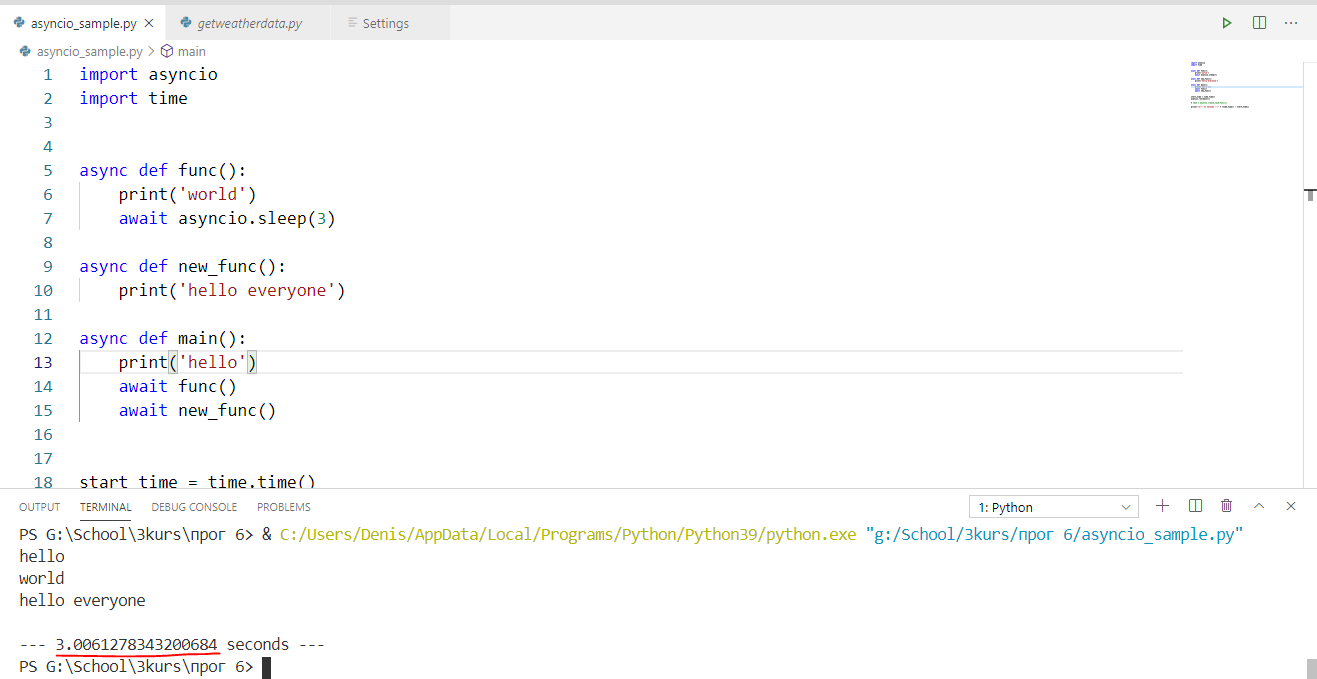 asyncio_sample.py
getweatherdata.py
Settings
asyncio_sample.py > main
1 import asyncio
2 import time
3
4
5 async def func():
6 print('world')
7 await asyncio.sleep(3)
8
9 async def new_func():
10 print('hello everyone')
11
12 async def main():
13 print('hello')
14 await func()
15 await new_func()
16
17
18 start_time = time.time()
OUTPUT TERMINAL DEBUG CONSOLE PROBLEMS 1: Python
PS G:\School\3kurs\прог 6> & C:/Users/Denis/AppData/Local/Programs/Python/Python39/python.exe "g:/School/3kurs/прог 6/asyncio_sample.py"
hello
world
hello everyone
--- 3.0061278343200684 seconds ---
PS G:\School\3kurs\прог 6>